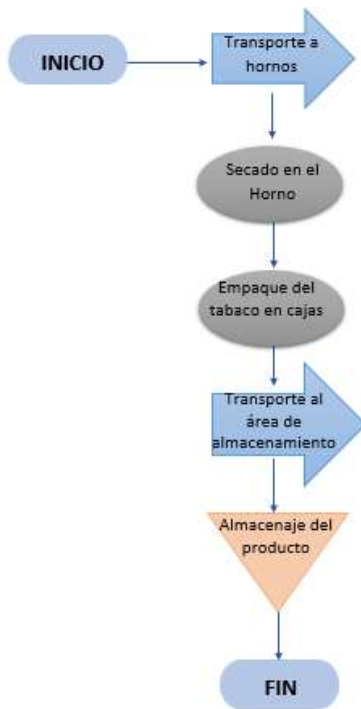 INICIO
Transporte a
hornos
Secado en el
Horno
Empaque del
tabaco en cajas
Transporte al
área de
almacenamiento
Almacenaje del
producto
FIN